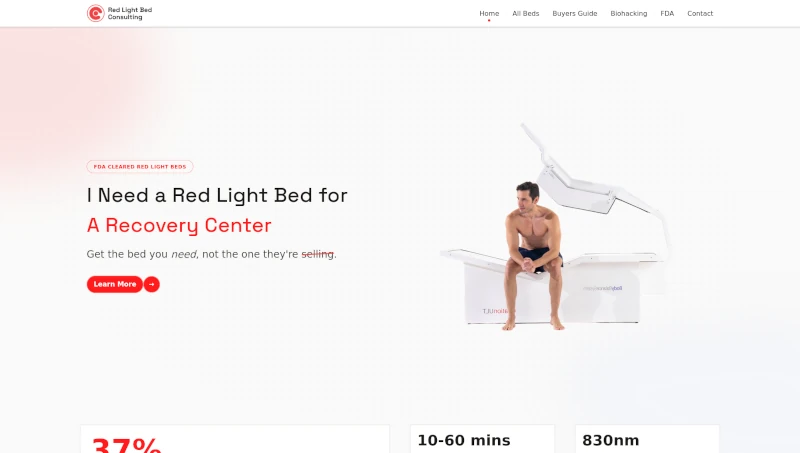 Red Light Bed
Consulting
Home
All Beds
Buyers Guide
Biohacking
FDA
Contact
FDA CLEARED RED LIGHT BEDS
I Need a Red Light Bed for
A Recovery Center
Get the bed you need, not the one they're selling.
Learn More →
37%
10-60 mins
830nm